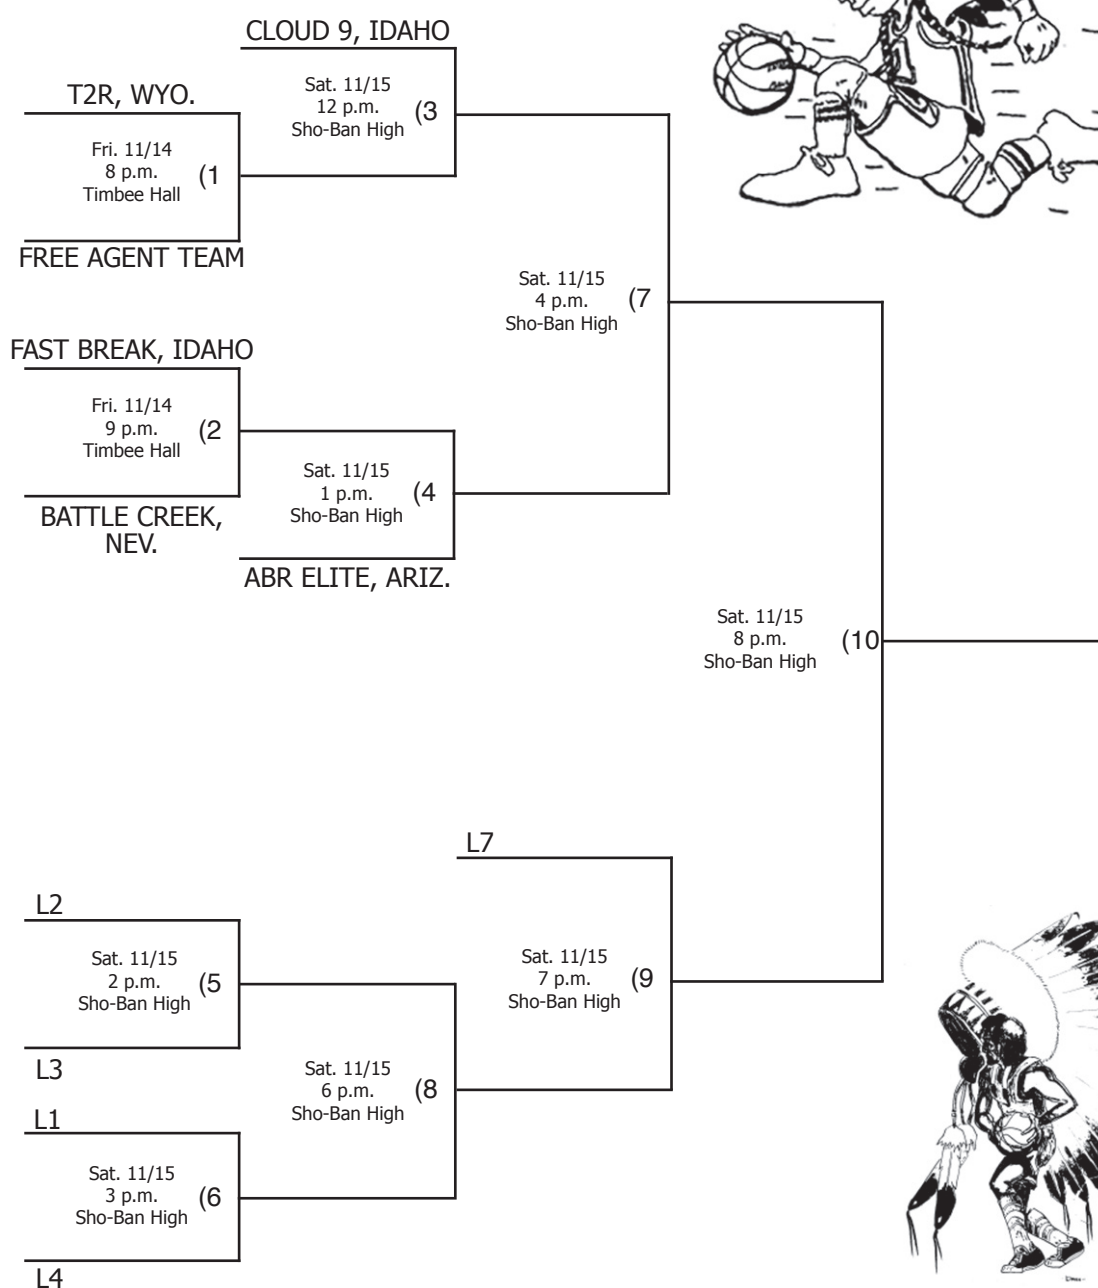 CLOUD 9, IDAHO
Sat. 11/15
12 p.m.
Sho-Ban High
(3
T2R, WYO.
Fri. 11/14
8 p.m.
Timbee Hall
(1
FREE AGENT TEAM
Sat. 11/15
4 p.m.
Sho-Ban High
(7
FAST BREAK, IDAHO
Fri. 11/14
9 p.m.
Timbee Hall
(2
BATTLE CREEK,
NEV.
Sat. 11/15
1 p.m.
Sho-Ban High
(4
ABR ELITE, ARIZ.
Sat. 11/15
8 p.m.
Sho-Ban High
(10
L7
L2
Sat. 11/15
2 p.m.
Sho-Ban High
(5
L3
Sat. 11/15
7 p.m.
Sho-Ban High
(9
Sat. 11/15
6 p.m.
Sho-Ban High
(8
L1
Sat. 11/15
3 p.m.
Sho-Ban High
(6
L4